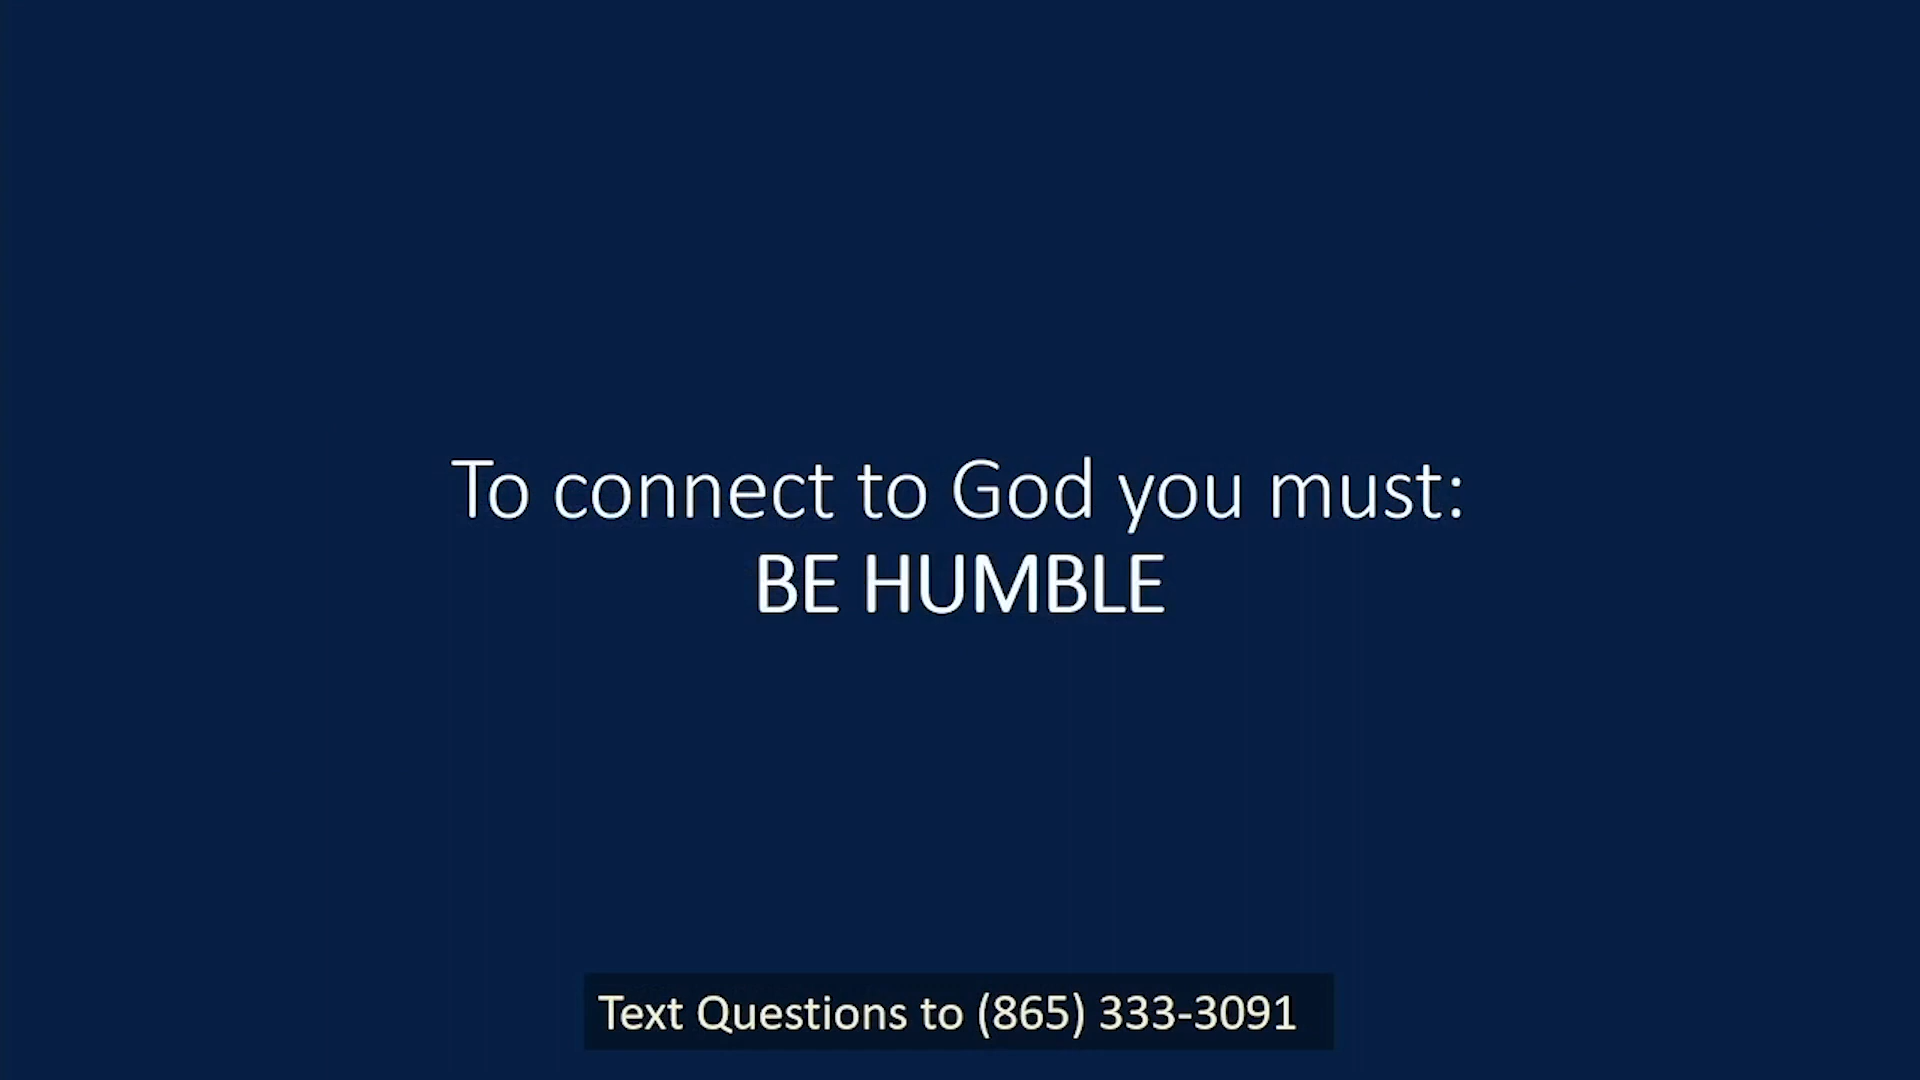 To connect to God you must:
BE HUMBLE
Text Questions to (865) 333-3091